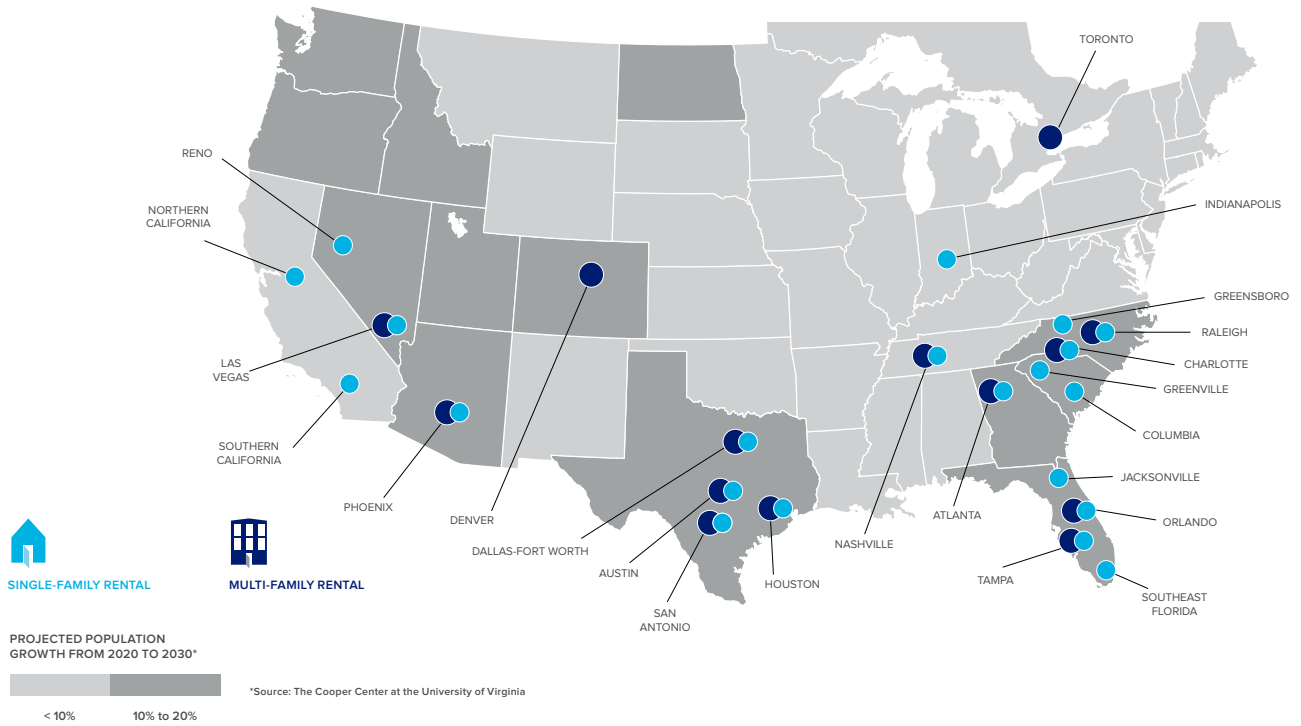 TORONTO
RENO
INDIANAPOLIS
NORTHERN
CALIFORNIA
GREENSBORO
RALEIGH
CHARLOTTE
LAS
VEGAS
GREENVILLE
COLUMBIA
SOUTHERN
CALIFORNIA
JACKSONVILLE
PHOENIX
DENVER
ATLANTA
ORLANDO
DALLAS-FORT WORTH
NASHVILLE
AUSTIN
HOUSTON
TAMPA
SOUTHEAST
FLORIDA
SAN
ANTONIO
SINGLE-FAMILY RENTAL
MULTI-FAMILY RENTAL
PROJECTED POPULATION
GROWTH FROM 2020 TO 2030*
< 10%
10% to 20%
*Source: The Cooper Center at the University of Virginia